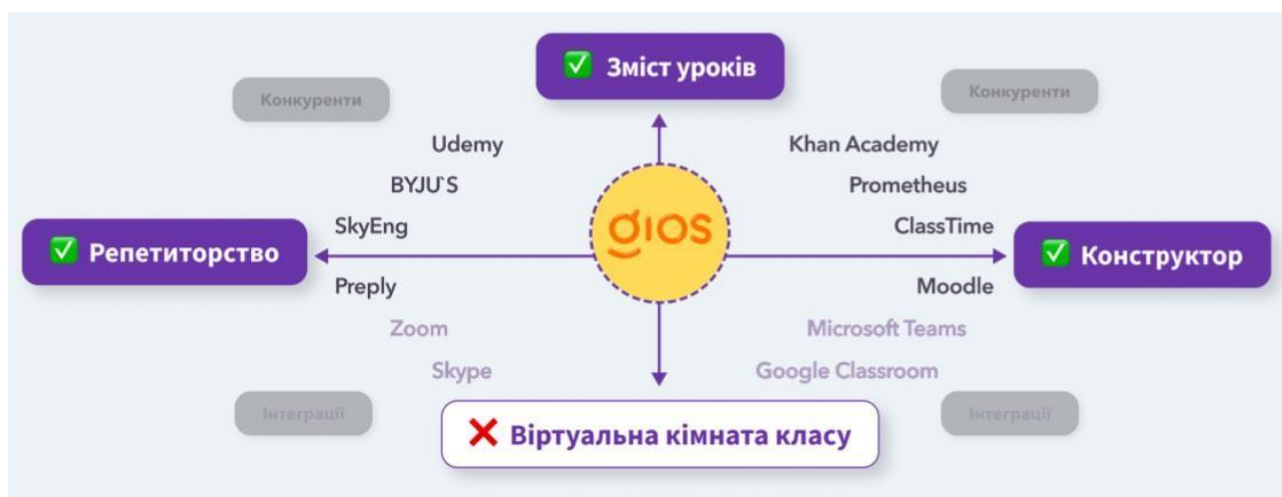 Зміст уроків
Конкуренти
Конкуренти
Udemy
Khan Academy
BYJU`S
Prometheus
SkyEng
ClassTime
gios
Репетиторство
Конструктор
Preply
Moodle
Zoom
Microsoft Teams
Skype
Google Classroom
Інтеграції
Інтеграції
Віртуальна кімната класу